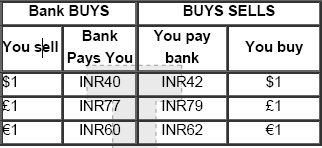 Bank BUYS BUYS SELLS
You sell Bank Pays You You pay bank You buy
$1 INR40 INR42 $1
£1 INR77 INR79 £1
€1 INR60 INR62 €1